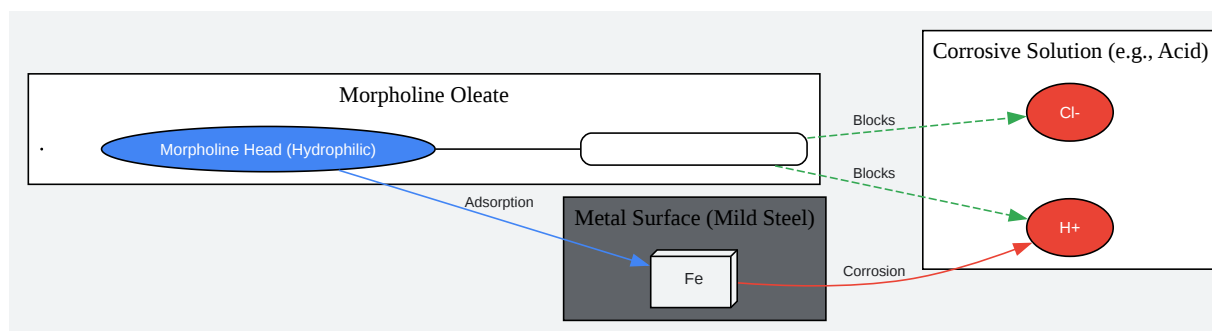 Corrosive Solution (e.g., Acid)
Morpholine Oleate
Cl-
Blocks
Morpholine Head (Hydrophilic)
Blocks
Adsorption
Metal Surface (Mild Steel)
H+
Fe
Corrosion